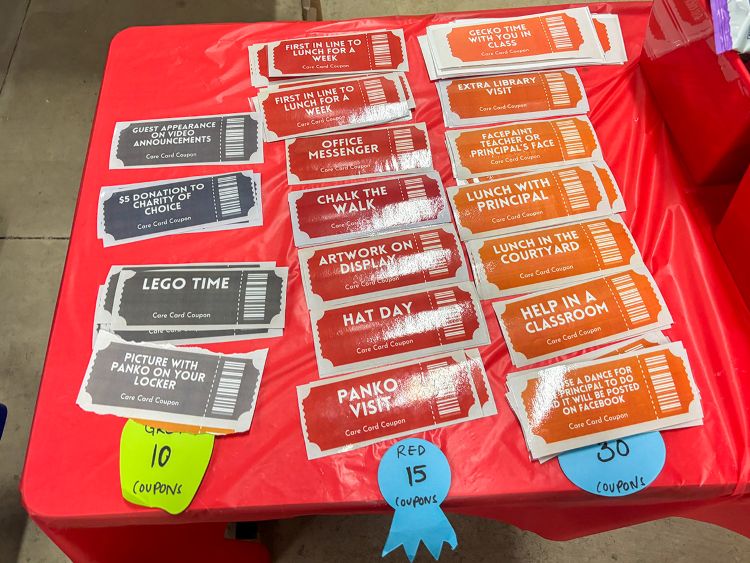 GUEST APPEARANCE
ON VIDEO
ANNOUNCEMENTS
Care Card Coupon
$5 DONATION TO
CHARITY OF
CHOICE
Care Card Coupon
LEGO TIME
Care Card Coupon
Care Card Coupon
PICTURE WITH
PANKO ON YOUR
LOCKER
Care Card Coupon
10
COUPONS
FIRST IN LINE TO
LUNCH FOR A
WEEK
Care Card Coupon
FIRST IN LINE TO
LUNCH FOR A
WEEK
Care Card Coupon
OFFICE
MESSENGER
Care Card Coupon
CHALK THE
WALK
Care Card Coupon
ARTWORK ON
DISPLAY
Care Card Coupon
HAT DAY
Care Card Coupon
PANKO
VISIT
Care Card Coupon
RED
15
COUPONS
GECKO TIME
WITH YOU IN
CLASS
Care Card Coupon
EXTRA LIBRARY
VISIT
Care Card Coupon
FACEPAINT
TEACHER OR
PRINCIPAL'S FACE
Care Card Coupon
LUNCH WITH
PRINCIPAL
Care Card Coupon
LUNCH IN THE
COURTYARD
Care Card Coupon
HELP IN A
CLASSROOM
Care Card Coupon
A DANCE FOR
PRINCIPAL TO DO
IT WILL BE POSTED
ON FACEBOOK
Care Card Coupon
30
COUPONS